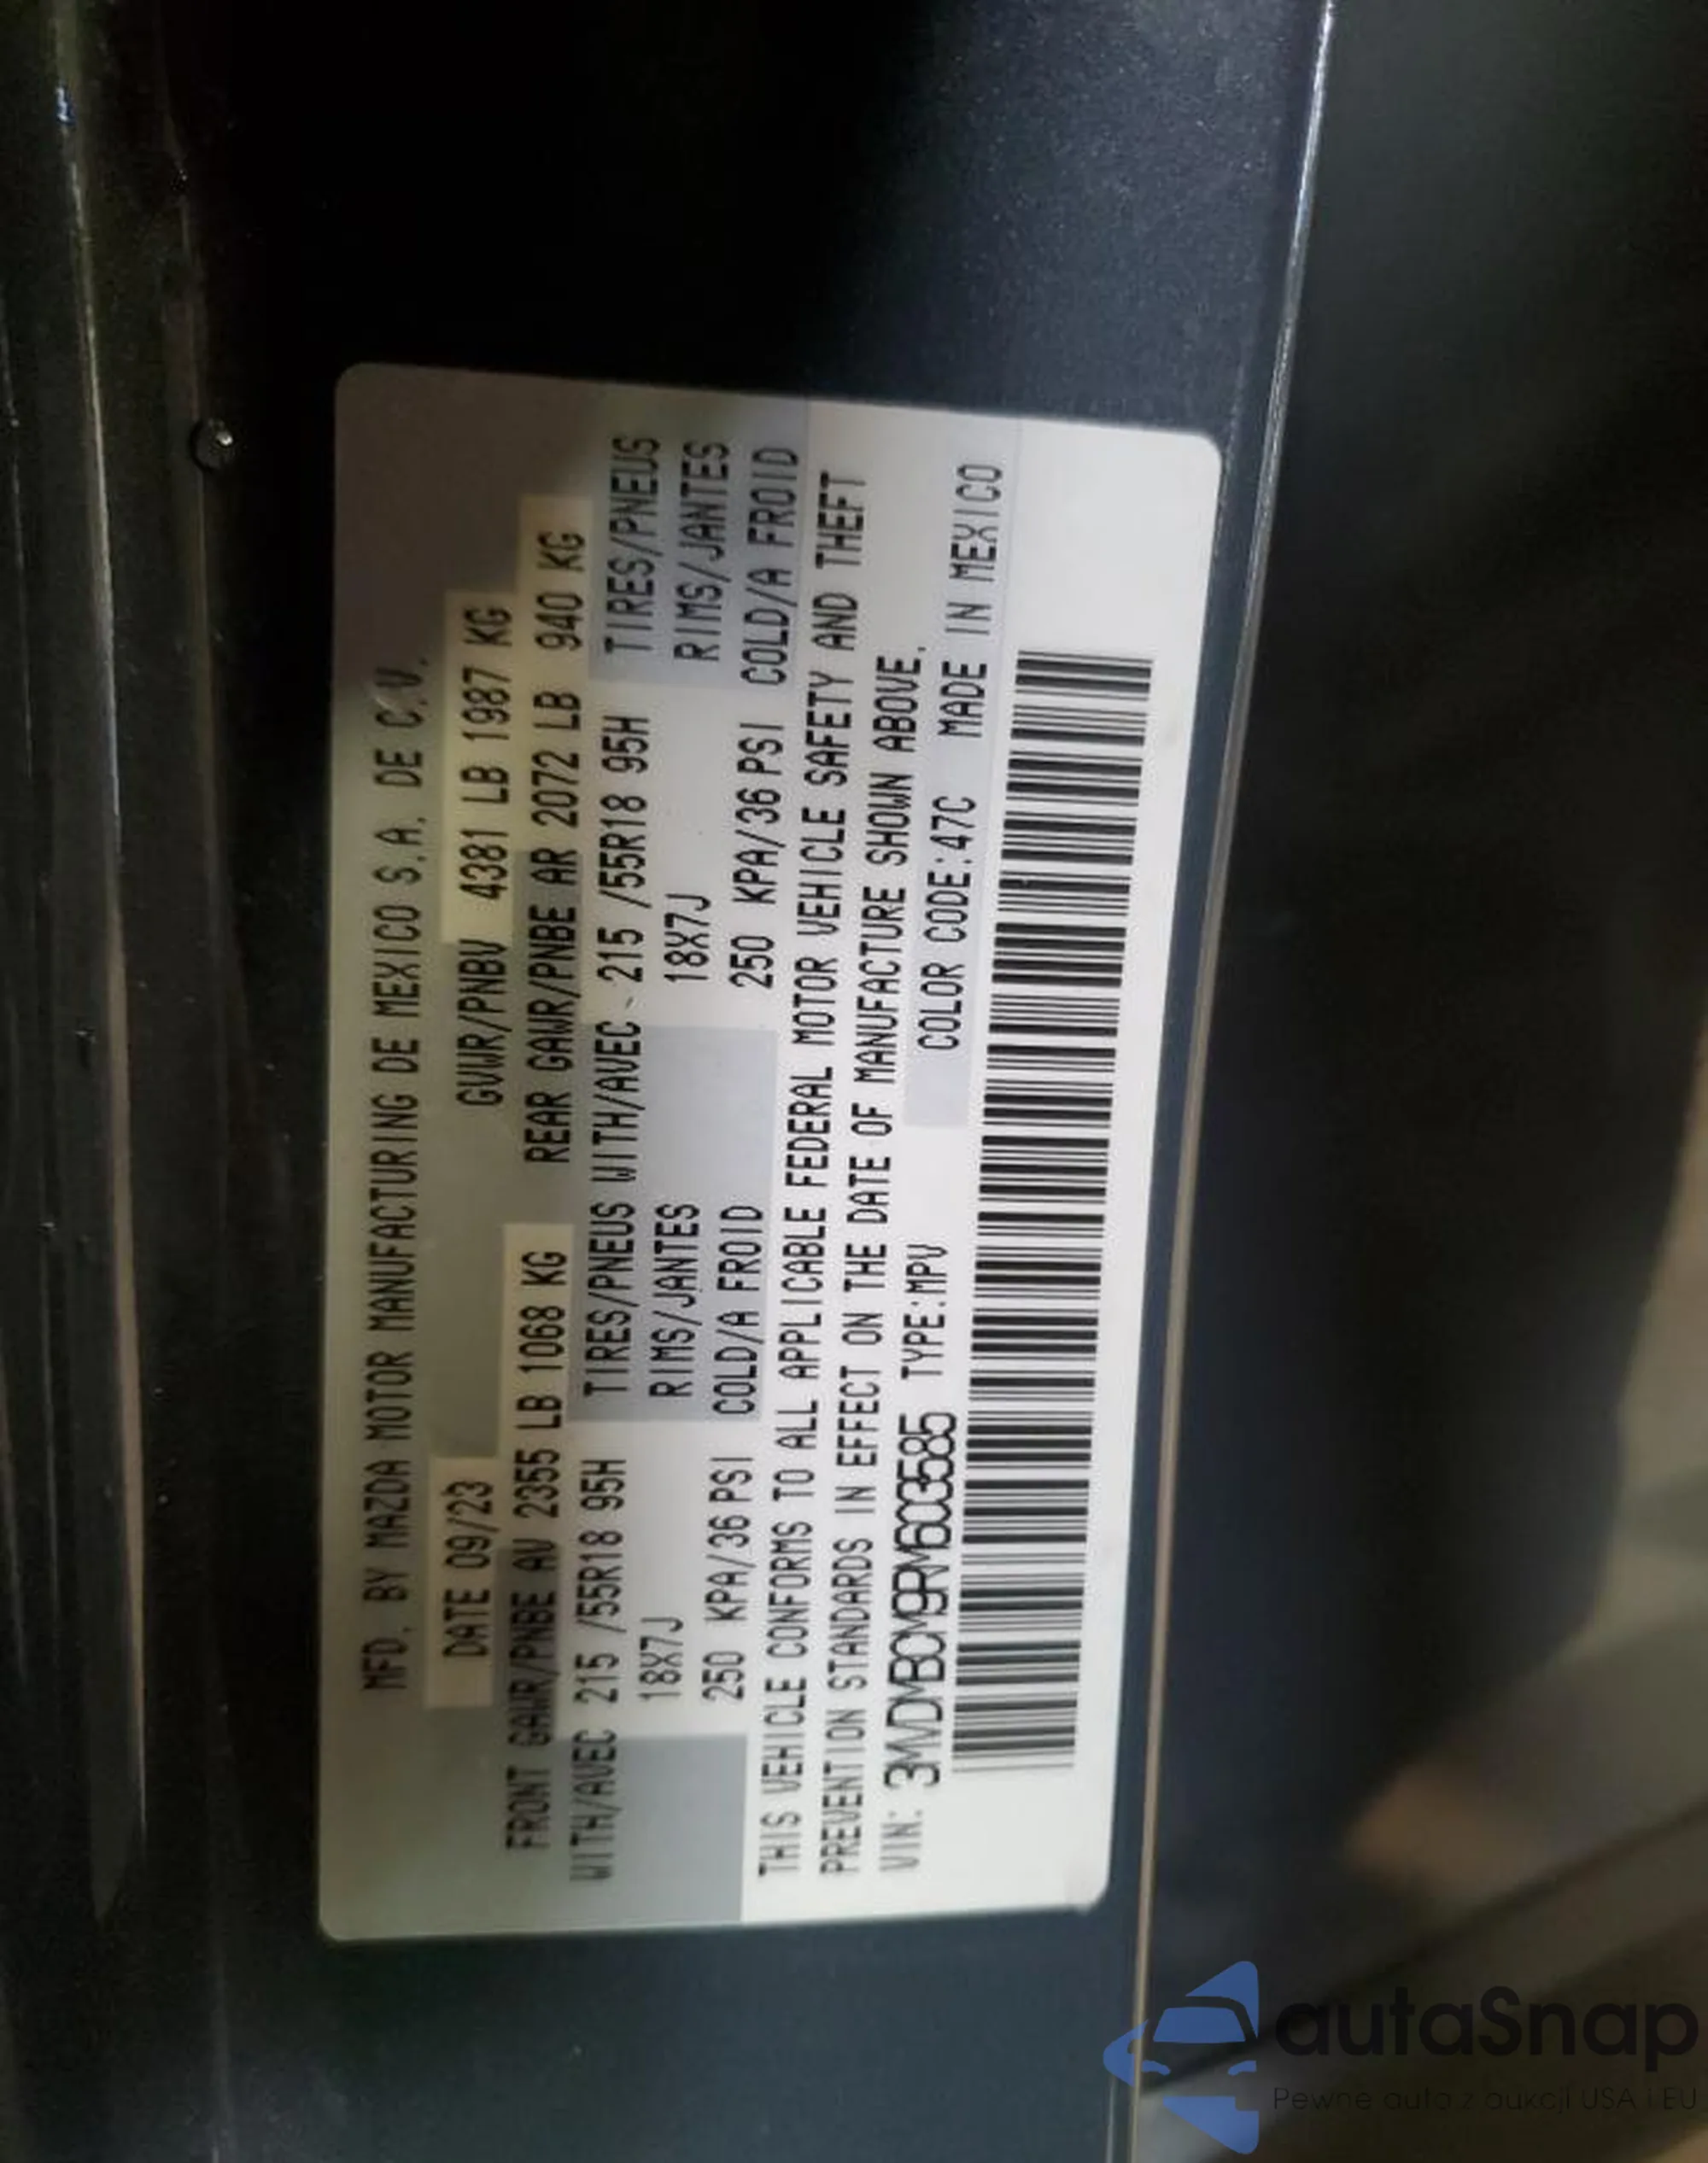 MFD. BY MAZDA MOTOR MANUFACTURING DE MEXICO S.A. DE C.V.
DATE 09/23 GVWR/PNBV 4381 LB 1987 KG
FRONT GAWR/PNBE AV 2355 LB 1068 KG REAR GAWR/PNBE AR 2072 LB 940 KG
WITH/AVEC 215 /55R18 95H TIRES/PNEUS WITH/AVEC 215 /55R18 95H TIRES/PNEUS
18X7J RIMS/JANTES 18X7J RIMS/JANTES
250 KPA/36 PSI COLD/A FROID 250 KPA/36 PSI COLD/A FROID
THIS VEHICLE CONFORMS TO ALL APPLICABLE FEDERAL MOTOR VEHICLE SAFETY AND THEFT
PREVENTION STANDARDS IN EFFECT ON THE DATE OF MANUFACTURE SHOWN ABOVE.
VIN: 3MVDMBCM9RM603585 TYPE:MPV COLOR CODE:47C MADE IN MEXICO
autaSnap
Pewne auta z aukcji USA i EU